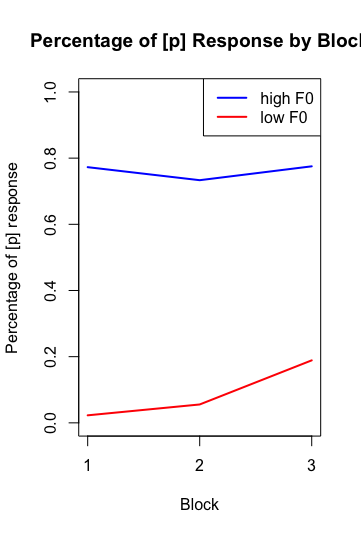 Percentage of [p] Response by Bloc
high F0
low F0
Percentage of [p] response
1.0
0.8
0.6
0.4
0.2
0.0
1 2 3
Block